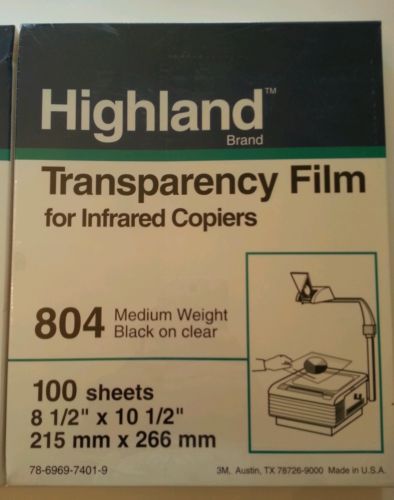 Highland™
Brand
Transparency Film
for Infrared Copiers
804 Medium Weight
Black on clear
100 sheets
8 1/2" x 10 1/2"
215 mm x 266 mm
78-6969-7401-9 3M. Austin, TX 78726-9000 Made in U.S.A.